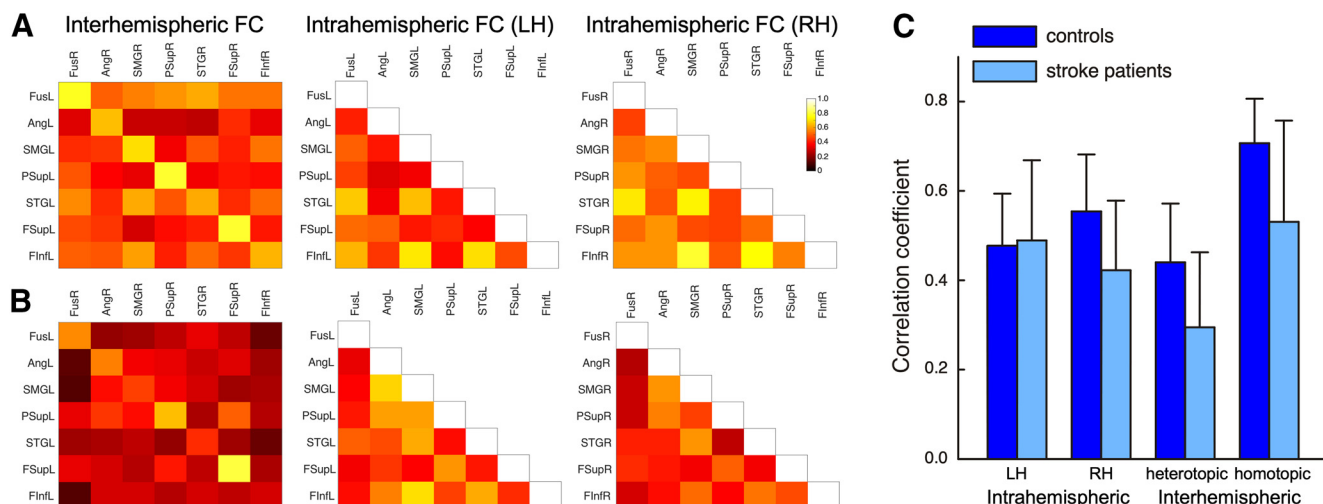 A
Interhemispheric FC
FusR AngR SMGR PSupR STGR FSupR FInfR
FusL
AngL
SMGL
PSupL
STGL
FSupL
FInfL
Intrahemispheric FC (LH)
FusL AngL SMGL PSupL STGL FSupL FInfL
FusL
AngL
SMGL
PSupL
STGL
FSupL
FInfL
Intrahemispheric FC (RH)
FusR AngR SMGR PSupR STGR FSupR FInfR
FusR
AngR
SMGR
PSupR
STGR
FSupR
FInfR
1.0
0.8
0.6
0.4
0.2
0
B
FusR AngR SMGR PSupR STGR FSupR FInfR
FusL
AngL
SMGL
PSupL
STGL
FSupL
FInfL
FusL AngL SMGL PSupL STGL FSupL FInfL
FusL
AngL
SMGL
PSupL
STGL
FSupL
FInfL
FusR AngR SMGR PSupR STGR FSupR FInfR
FusR
AngR
SMGR
PSupR
STGR
FSupR
FInfR
C
controls
stroke patients
Correlation coefficient
0.8
0.6
0.4
0.2
0.0
LH RH heterotopic homotopic
Intrahemispheric Interhemispheric